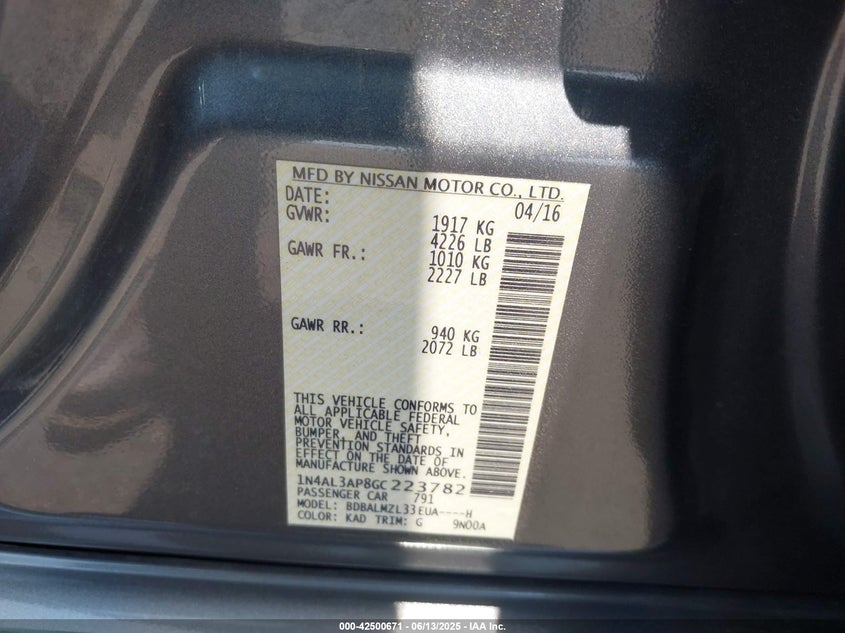 MFD BY NISSAN MOTOR CO., LTD.
DATE: 04/16
GVWR: 1917 KG
4226 LB
GAWR FR.: 1010 KG
2227 LB
GAWR RR.: 940 KG
2072 LB
THIS VEHICLE CONFORMS TO
ALL APPLICABLE FEDERAL
MOTOR VEHICLE SAFETY,
BUMPER, AND THEFT
PREVENTION STANDARDS IN
EFFECT ON THE DATE OF
MANUFACTURE SHOWN ABOVE.
1N4AL3AP8GC223782
PASSENGER CAR 791
MODEL: BDBALMZL33EUA----H
COLOR: KAD TRIM: G 9N00A
000-42500671 - 06/13/2025 - IAA Inc.